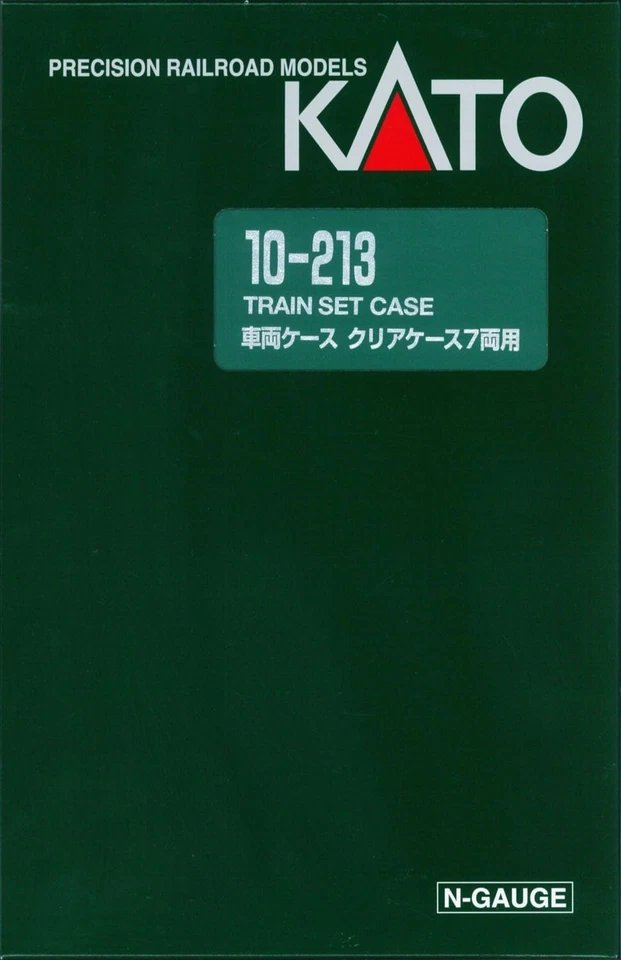 PRECISION RAILROAD MODELS
KATO
10-213
TRAIN SET CASE
車両ケース クリアケース7両用
N-GAUGE